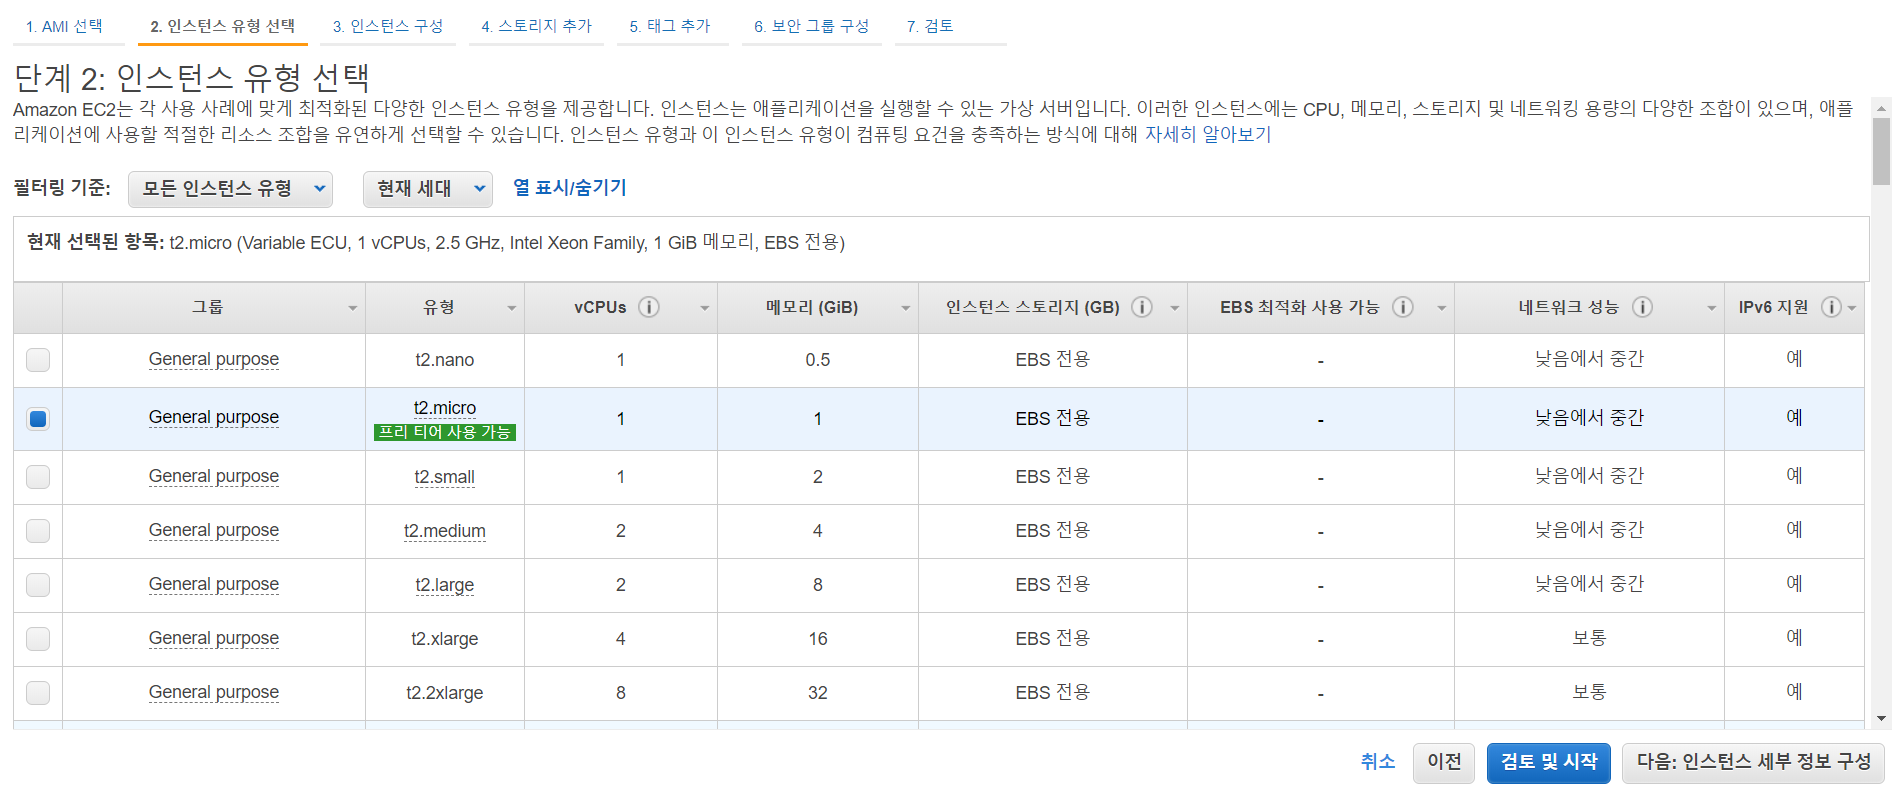 1. AMI 선택 2. 인스턴스 유형 선택 3. 인스턴스 구성 4. 스토리지 추가 5. 태그 추가 6. 보안 그룹 구성 7. 검토
단계 2: 인스턴스 유형 선택
Amazon EC2는 각 사용 사례에 맞게 최적화된 다양한 인스턴스 유형을 제공합니다. 인스턴스는 애플리케이션을 실행할 수 있는 가상 서버입니다. 이러한 인스턴스에는 CPU, 메모리, 스토리지 및 네트워킹 용량의 다양한 조합이 있으며, 애플
리케이션에 사용할 적절한 리소스 조합을 유연하게 선택할 수 있습니다. 인스턴스 유형과 이 인스턴스 유형이 컴퓨팅 요건을 충족하는 방식에 대해 자세히 알아보기
필터링 기준: 모든 인스턴스 유형 현재 세대 열 표시/숨기기
현재 선택된 항목: t2.micro (Variable ECU, 1 vCPUs, 2.5 GHz, Intel Xeon Family, 1 GiB 메모리, EBS 전용)
그룹 유형 vCPUs 메모리 (GiB) 인스턴스 스토리지 (GB) EBS 최적화 사용 가능 네트워크 성능 IPv6 지원
General purpose t2.nano 1 0.5 EBS 전용 - 낮음에서 중간 예
General purpose t2.micro 1 1 EBS 전용 - 낮음에서 중간 예
프리 티어 사용 가능
General purpose t2.small 1 2 EBS 전용 - 낮음에서 중간 예
General purpose t2.medium 2 4 EBS 전용 - 낮음에서 중간 예
General purpose t2.large 2 8 EBS 전용 - 낮음에서 중간 예
General purpose t2.xlarge 4 16 EBS 전용 - 보통 예
General purpose t2.2xlarge 8 32 EBS 전용 - 보통 예
취소 이전 검토 및 시작 다음: 인스턴스 세부 정보 구성